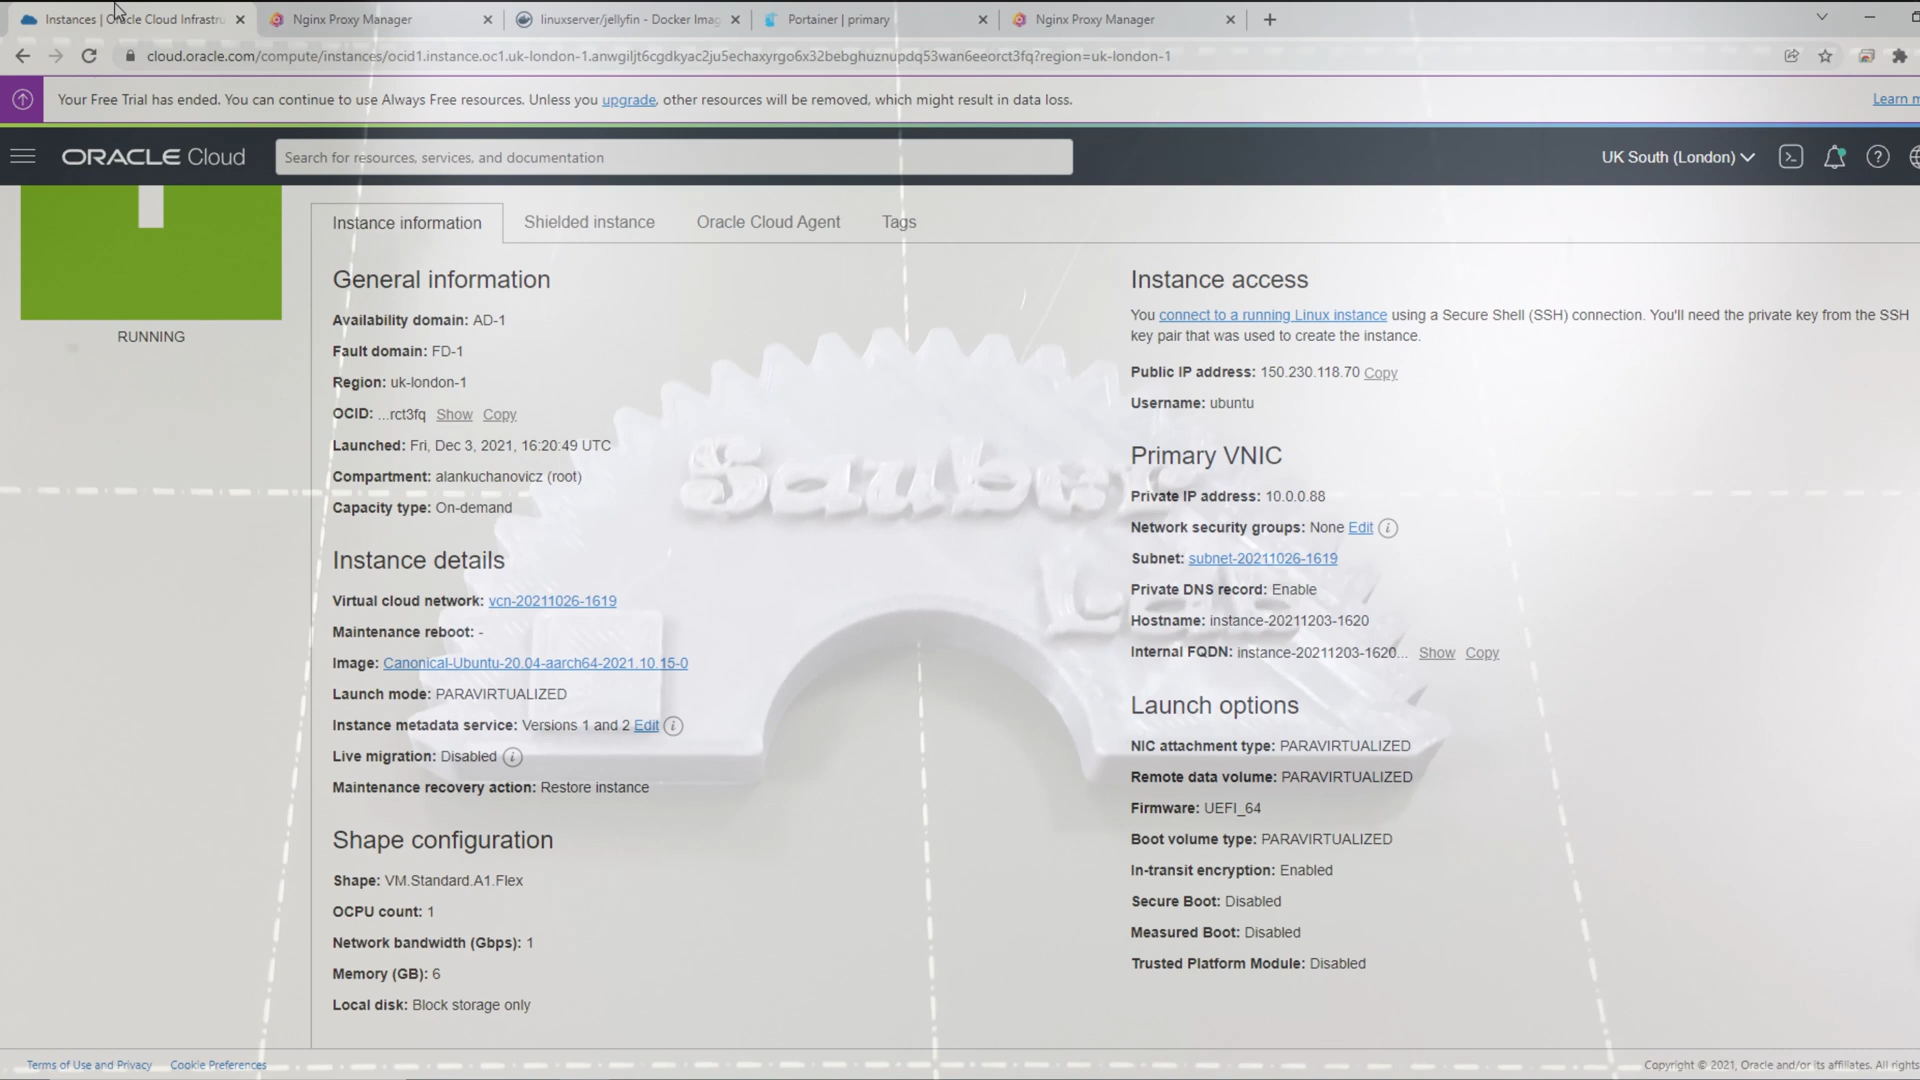 Instances | Oracle Cloud Infrastru
Nginx Proxy Manager
linuxserver/jellyfin - Docker Imag
Portainer | primary
Nginx Proxy Manager
cloud.oracle.com/compute/instances/ocid1.instance.oc1.uk-london-1.anwgiljt6cgdkyac2ju5echaxyrgo6x32bebghuznupdq53wan6eeorct3fq?region=uk-london-1
Your Free Trial has ended. You can continue to use Always Free resources. Unless you upgrade, other resources will be removed, which might result in data loss.
Learn m
ORACLE Cloud
Search for resources, services, and documentation
UK South (London)
RUNNING
Instance information
Shielded instance
Oracle Cloud Agent
Tags
General information
Availability domain: AD-1
Fault domain: FD-1
Region: uk-london-1
OCID: ...rct3fq Show Copy
Launched: Fri, Dec 3, 2021, 16:20:49 UTC
Compartment: alankuchanovicz (root)
Capacity type: On-demand
Instance details
Virtual cloud network: vcn-20211026-1619
Maintenance reboot: -
Image: Canonical-Ubuntu-20.04-aarch64-2021.10.15-0
Launch mode: PARAVIRTUALIZED
Instance metadata service: Versions 1 and 2 Edit
Live migration: Disabled
Maintenance recovery action: Restore instance
Shape configuration
Shape: VM.Standard.A1.Flex
OCPU count: 1
Network bandwidth (Gbps): 1
Memory (GB): 6
Local disk: Block storage only
Instance access
You connect to a running Linux instance using a Secure Shell (SSH) connection. You'll need the private key from the SSH
key pair that was used to create the instance.
Public IP address: 150.230.118.70 Copy
Username: ubuntu
Primary VNIC
Private IP address: 10.0.0.88
Network security groups: None Edit
Subnet: subnet-20211026-1619
Private DNS record: Enable
Hostname: instance-20211203-1620
Internal FQDN: instance-20211203-1620... Show Copy
Launch options
NIC attachment type: PARAVIRTUALIZED
Remote data volume: PARAVIRTUALIZED
Firmware: UEFI_64
Boot volume type: PARAVIRTUALIZED
In-transit encryption: Enabled
Secure Boot: Disabled
Measured Boot: Disabled
Trusted Platform Module: Disabled
Lab
Terms of Use and Privacy
Cookie Preferences
Copyright © 2021, Oracle and/or its affiliates. All rights